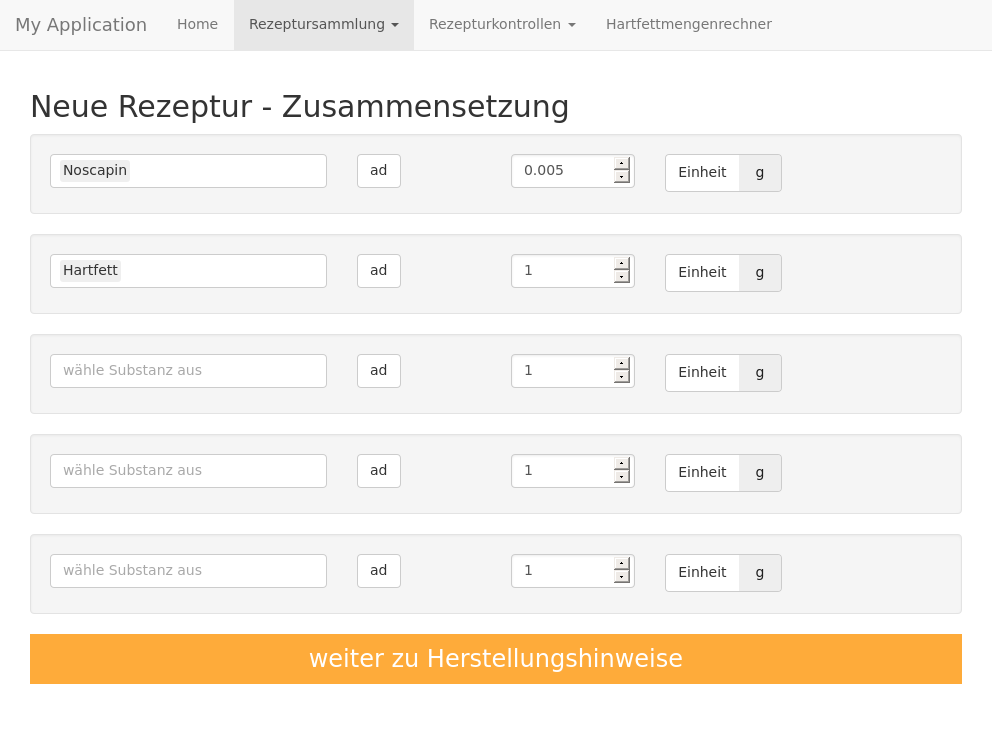 My Application Home Rezeptursammlung Rezepturkontrollen Hartfettmengenrechner
Neue Rezeptur - Zusammensetzung
Noscapin ad 0.005 Einheit g
Hartfett ad 1 Einheit g
wähle Substanz aus ad 1 Einheit g
wähle Substanz aus ad 1 Einheit g
wähle Substanz aus ad 1 Einheit g
weiter zu Herstellungshinweise